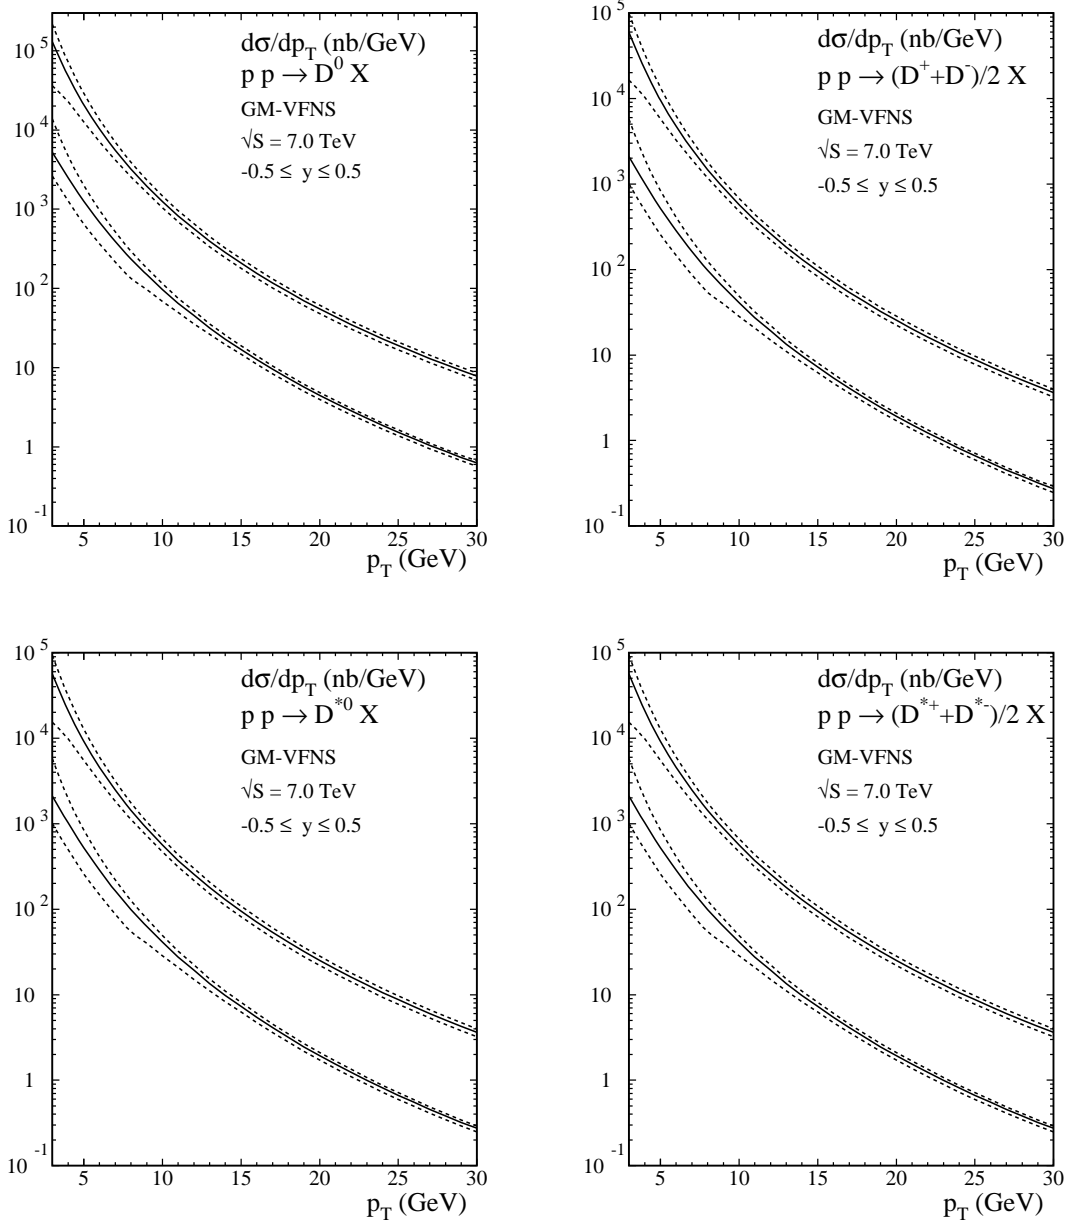 dσ/dp_T (nb/GeV)
p p → D^0 X
GM-VFNS
√S = 7.0 TeV
-0.5 ≤ y ≤ 0.5
10^5
10^4
10^3
10^2
10
1
10^-1
5 10 15 20 25 30
p_T (GeV)
dσ/dp_T (nb/GeV)
p p → (D^+ + D^-)/2 X
GM-VFNS
√S = 7.0 TeV
-0.5 ≤ y ≤ 0.5
10^5
10^4
10^3
10^2
10
1
10^-1
5 10 15 20 25 30
p_T (GeV)
dσ/dp_T (nb/GeV)
p p → D^*0 X
GM-VFNS
√S = 7.0 TeV
-0.5 ≤ y ≤ 0.5
10^5
10^4
10^3
10^2
10
1
10^-1
5 10 15 20 25 30
p_T (GeV)
dσ/dp_T (nb/GeV)
p p → (D^*+ + D^*-)/2 X
GM-VFNS
√S = 7.0 TeV
-0.5 ≤ y ≤ 0.5
10^5
10^4
10^3
10^2
10
1
10^-1
5 10 15 20 25 30
p_T (GeV)